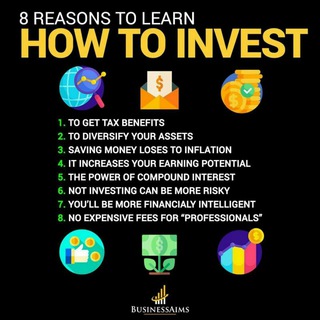 8 REASONS TO LEARN
HOW TO INVEST
1. TO GET TAX BENEFITS
2. TO DIVERSIFY YOUR ASSETS
3. SAVING MONEY LOSES TO INFLATION
4. IT INCREASES YOUR EARNING POTENTIAL
5. THE POWER OF COMPOUND INTEREST
6. NOT INVESTING CAN BE MORE RISKY
7. YOU'LL BE MORE FINANCIALY INTELLIGENT
8. NO EXPENSIVE FEES FOR “PROFESSIONALS”
BUSINESSAIMS